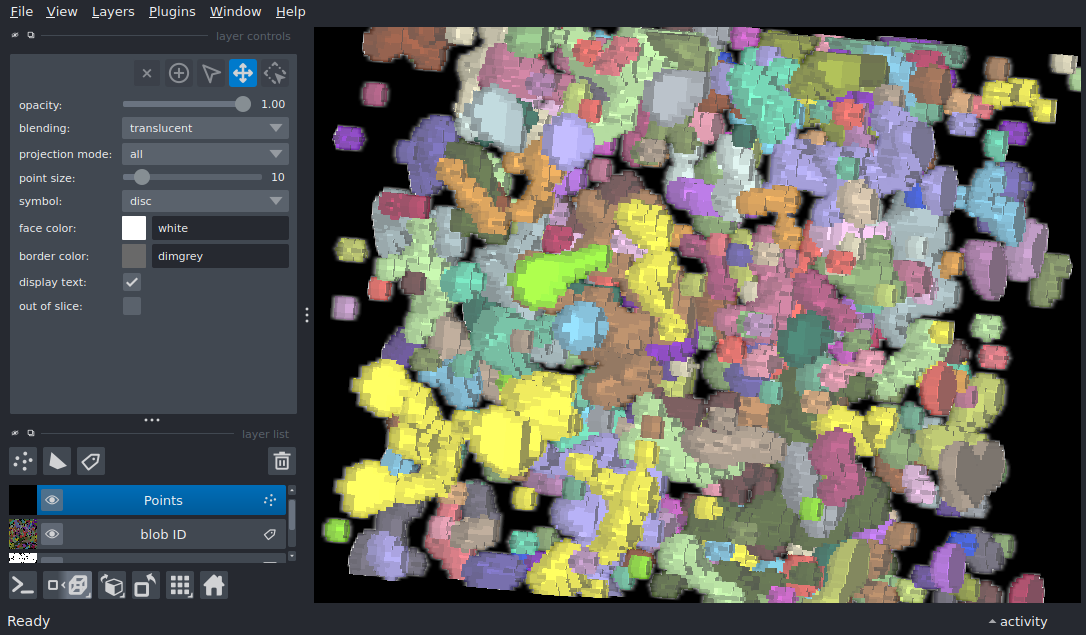 File View Layers Plugins Window Help
layer controls
opacity: 1.00
blending: translucent
projection mode: all
point size: 10
symbol: disc
face color: white
border color: dimgrey
display text:
out of slice:
layer list
Points
blob ID
Ready
activity